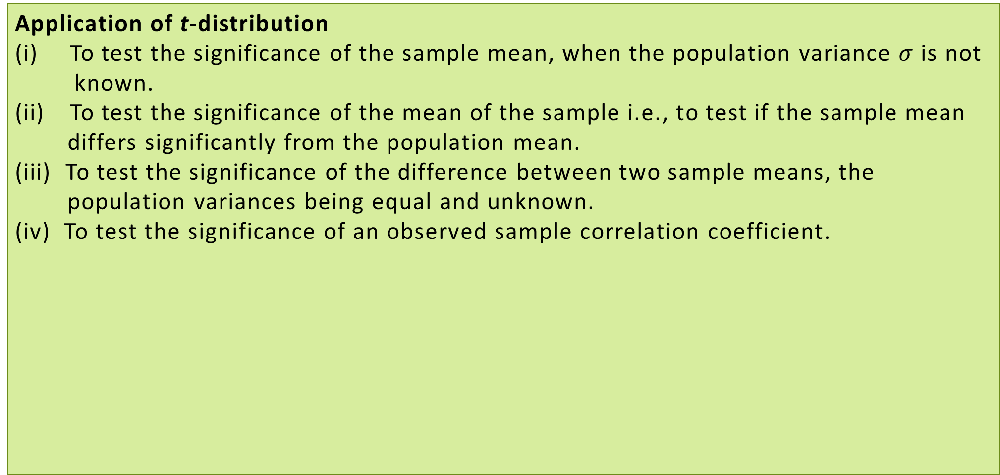 Application of t-distribution
(i) To test the significance of the sample mean, when the population variance σ is not
known.
(ii) To test the significance of the mean of the sample i.e., to test if the sample mean
differs significantly from the population mean.
(iii) To test the significance of the difference between two sample means, the
population variances being equal and unknown.
(iv) To test the significance of an observed sample correlation coefficient.